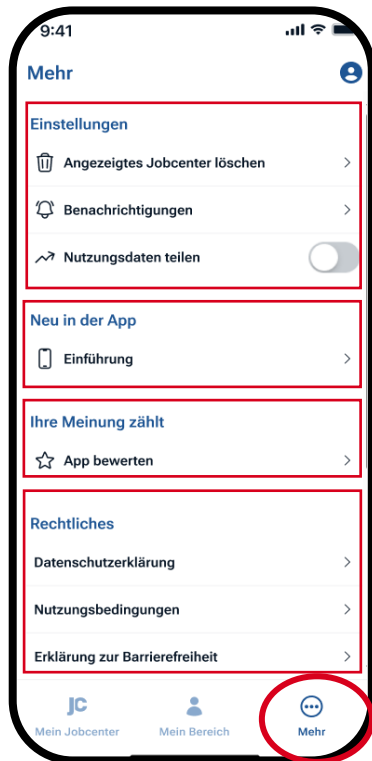 9:41
Mehr
Einstellungen
Angezeigtes Jobcenter löschen
Benachrichtigungen
Nutzungsdaten teilen
Neu in der App
Einführung
Ihre Meinung zählt
App bewerten
Rechtliches
Datenschutzerklärung
Nutzungsbedingungen
Erklärung zur Barrierefreiheit
JC
Mein Jobcenter Mein Bereich Mehr